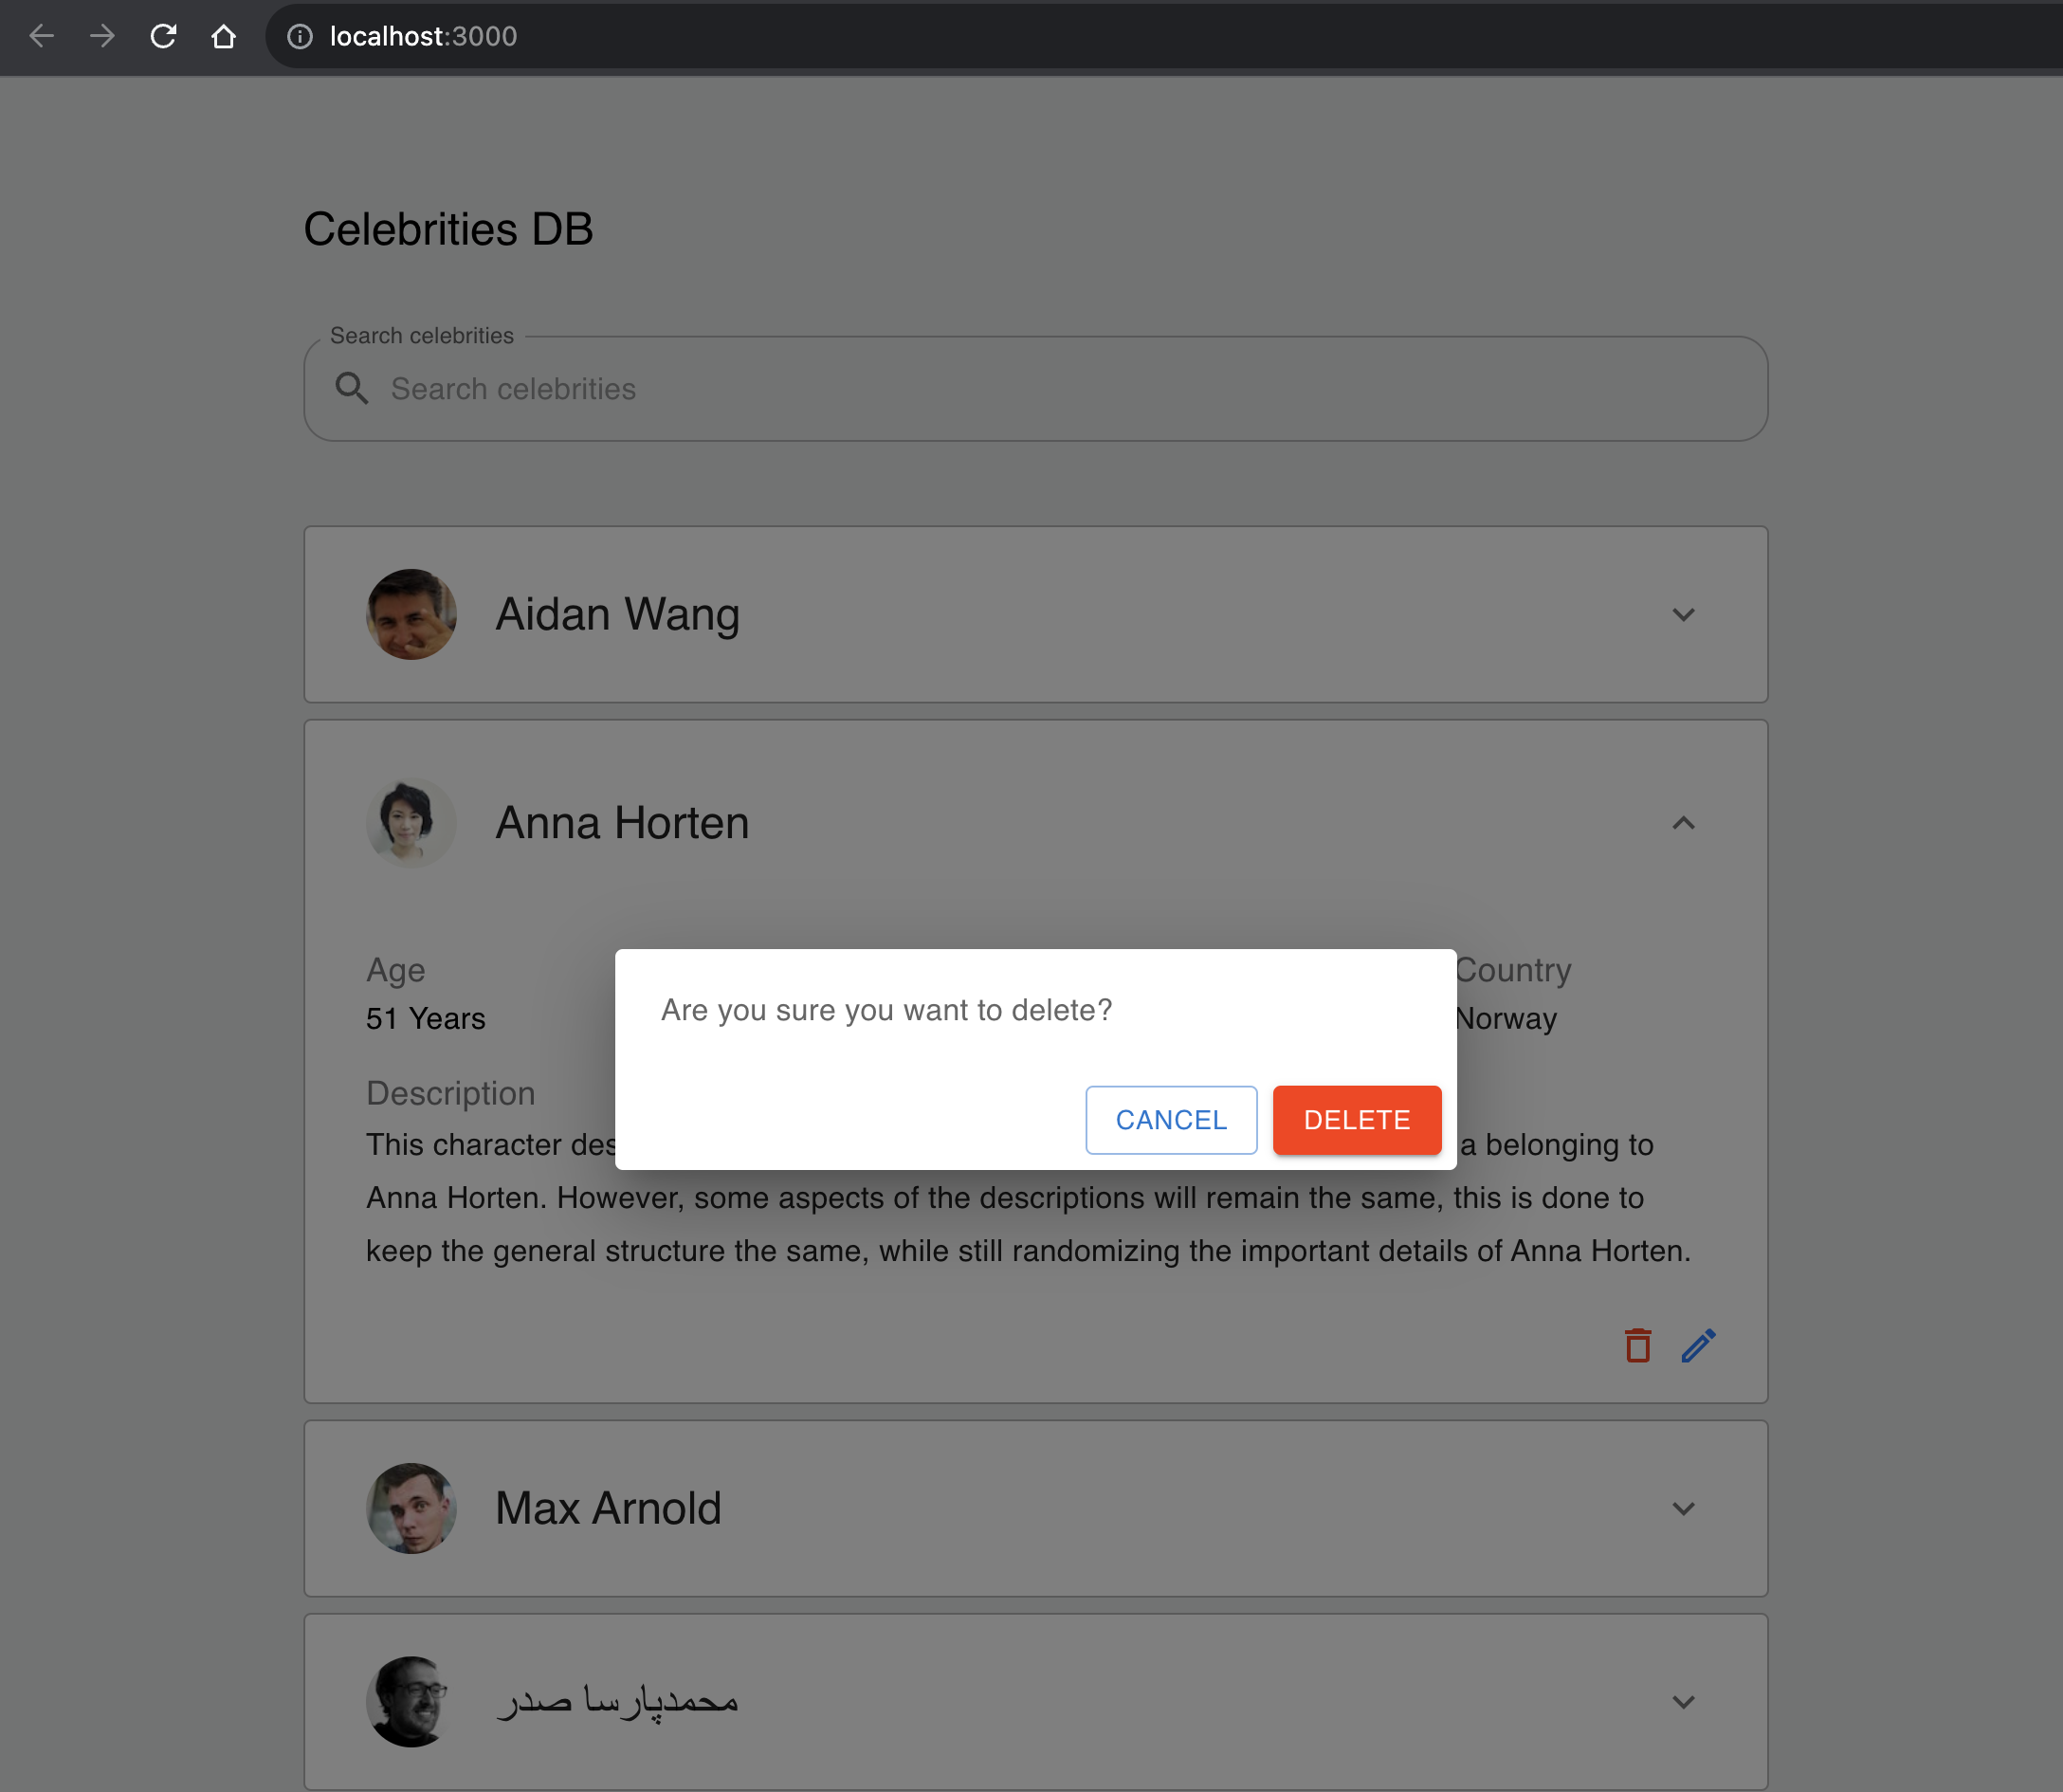 localhost:3000
Celebrities DB
Search celebrities
Search celebrities
Aidan Wang
Anna Horten
Age
Country
51 Years
Norway
Are you sure you want to delete?
CANCEL
DELETE
Description
This character des
a belonging to
Anna Horten. However, some aspects of the descriptions will remain the same, this is done to
keep the general structure the same, while still randomizing the important details of Anna Horten.
Max Arnold
محمدپارسا صدر